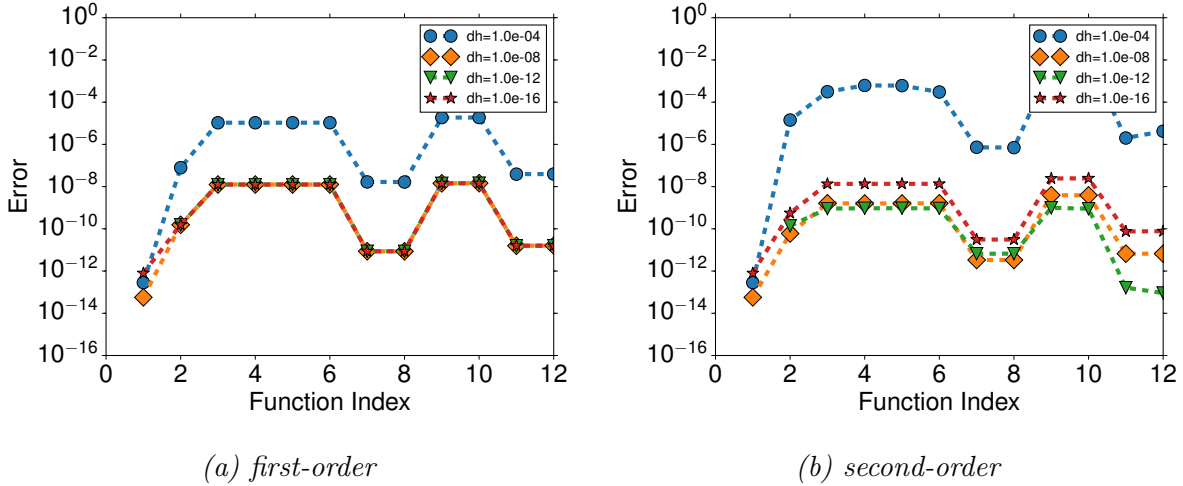 10^0
10^-2
10^-4
10^-6
10^-8
10^-10
10^-12
10^-14
10^-16
Error
0 2 4 6 8 10 12
Function Index
dh=1.0e-04
dh=1.0e-08
dh=1.0e-12
dh=1.0e-16
(a) first-order
10^0
10^-2
10^-4
10^-6
10^-8
10^-10
10^-12
10^-14
10^-16
Error
0 2 4 6 8 10 12
Function Index
dh=1.0e-04
dh=1.0e-08
dh=1.0e-12
dh=1.0e-16
(b) second-order